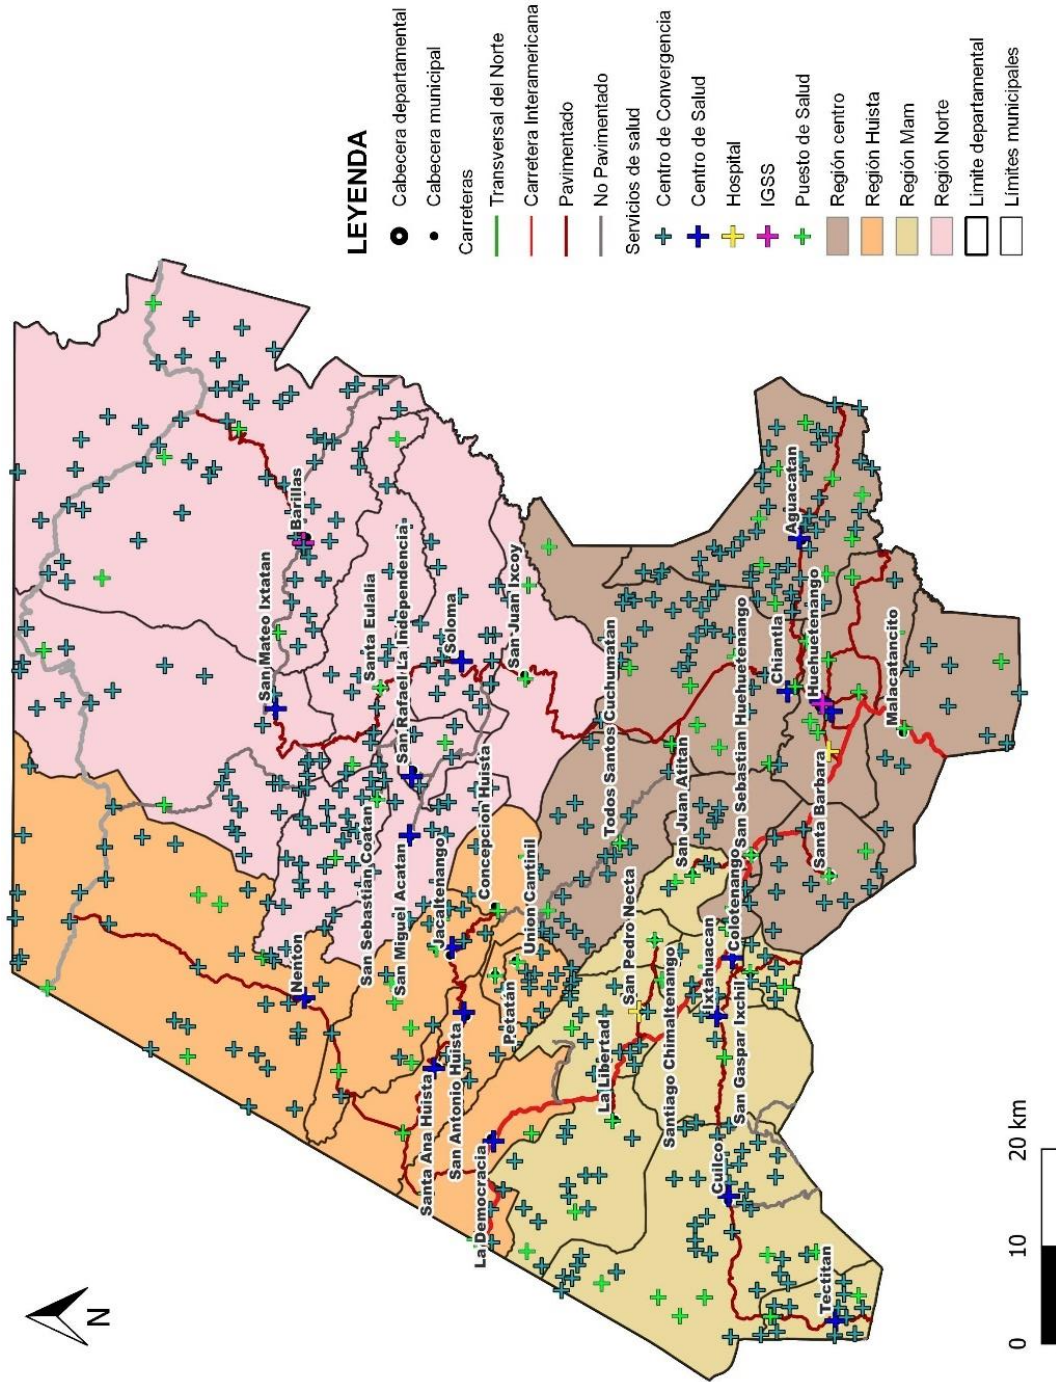 LEYENDA
Cabecera departamental
Cabecera municipal
Carreteras
Transversal del Norte
Carretera Interamericana
Pavimentado
No Pavimentado
Servicios de salud
Centro de Convergencia
Centro de Salud
Hospital
IGSS
Puesto de Salud
Región centro
Región Huista
Región Mam
Región Norte
Limite departamental
Límites municipales
Barillas
San Mateo Ixtatan
Santa Eulalia
San Rafael La Independencia
Soloma
San Juan Ixcoy
San Sebastian Coatan
San Miguel Acatan
Jacaltenango
Concepcion Huista
Nenton
Petatán
Union Cantinil
Santa Ana Huista
San Antonio Huista
La Democracia
Todos Santos Cuchumatan
San Juan Atitan
San Sebastian Huehuetenango
Chiantla
Huehuetenango
Aguacatan
Malacatancito
Santa Barbara
San Pedro Necta
La Libertad
Santiago Chimaltenango
Colotenango
Ixtahuacan
San Gaspar Ixchil
Cuilco
Tectitan
N
0 10 20 km